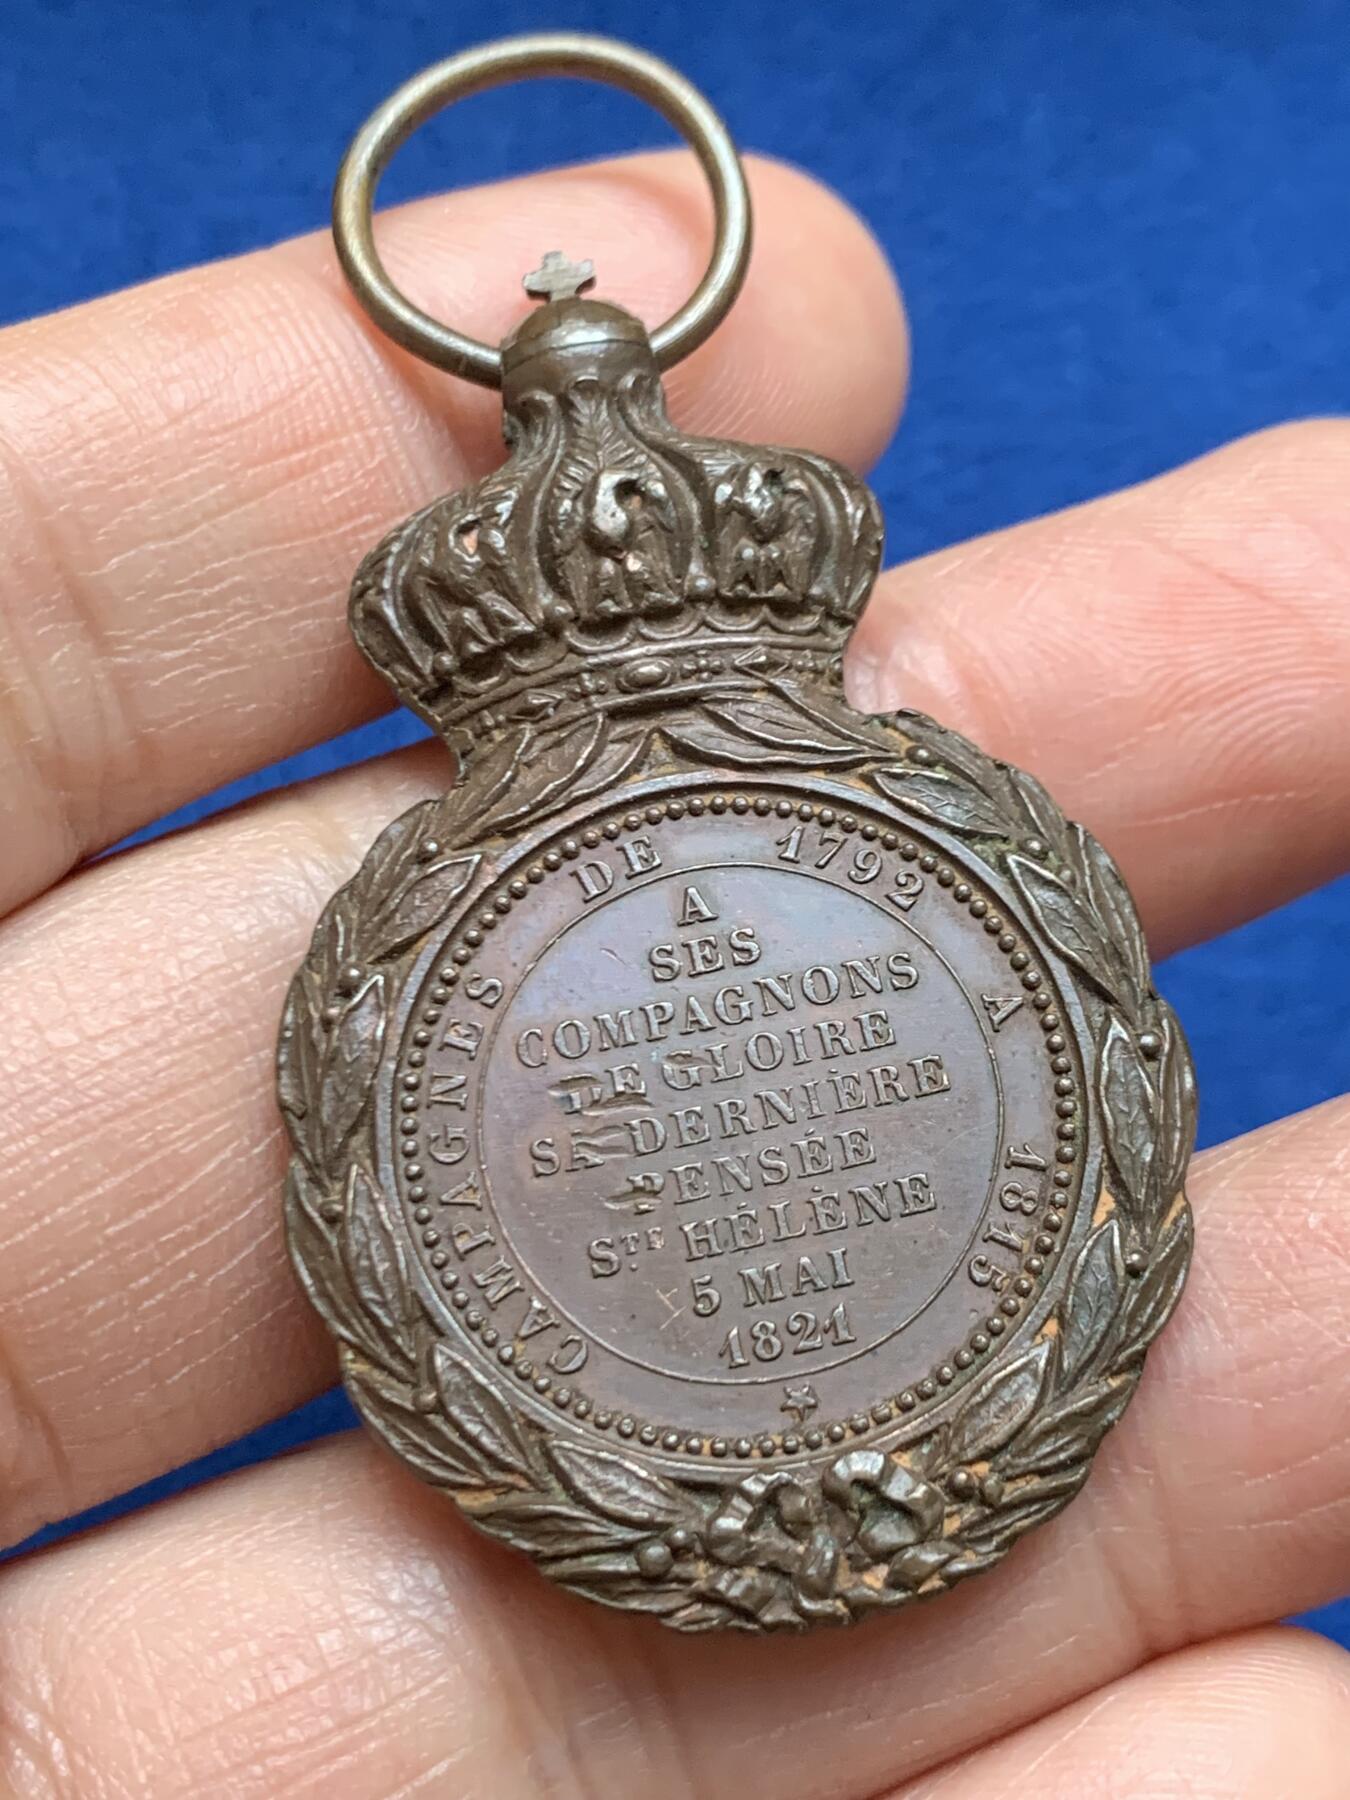 CAMPAGNES DE 1792 A 1815
A
SES
COMPAGNONS
DE GLOIRE
SA DERNIÈRE
PENSÉE
STE HÉLÈNE
5 MAI
1821